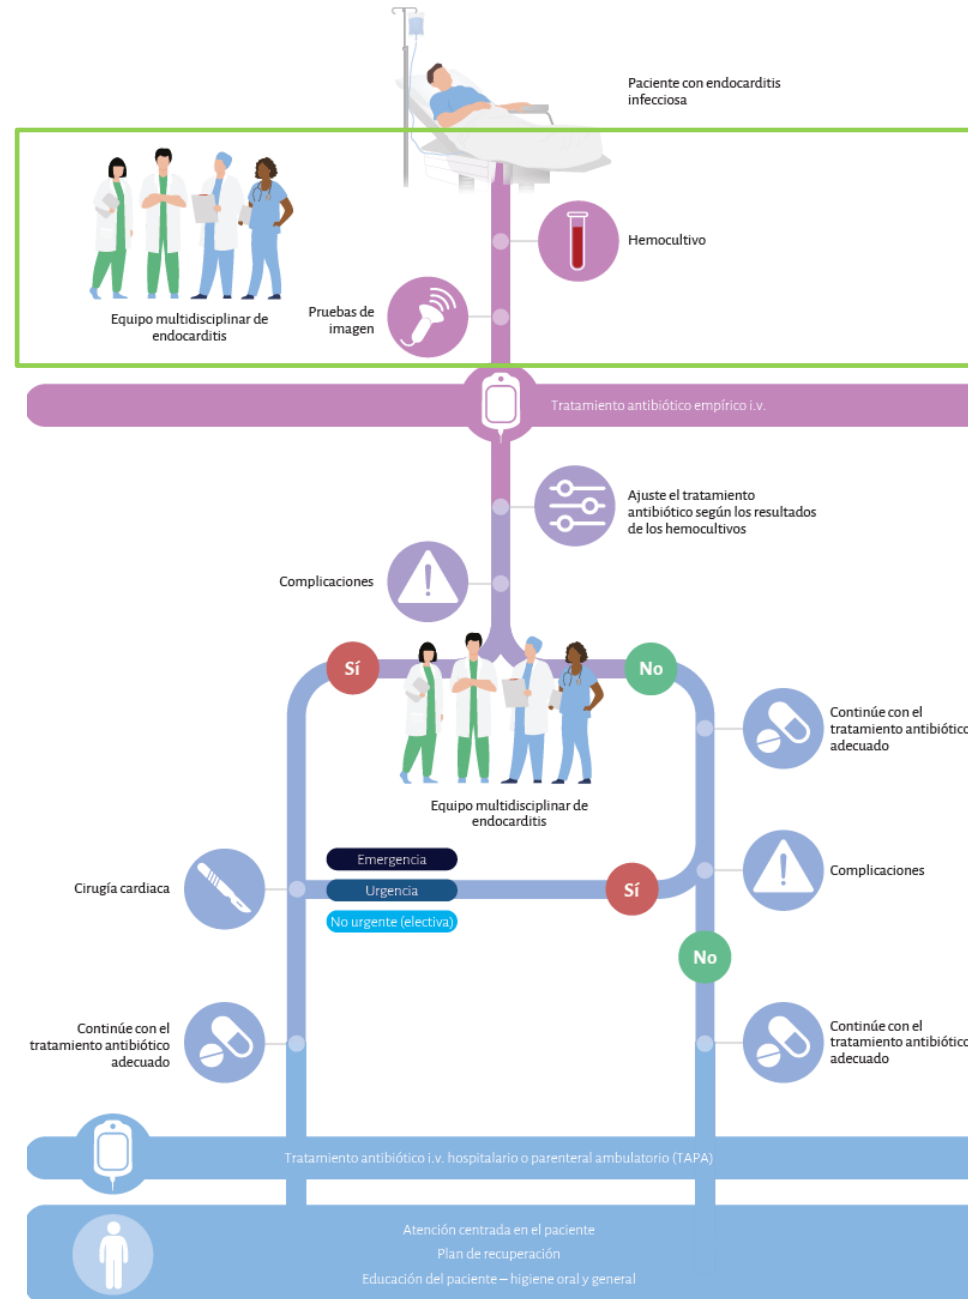 Paciente con endocarditis
infecciosa
Hemocultivo
Equipo multidisciplinar de
endocarditis
Pruebas de
imagen
Tratamiento antibiótico empírico i.v.
Ajuste el tratamiento
antibiótico según los resultados
de los hemocultivos
Complicaciones
Sí
No
Continúe con el
tratamiento antibiótico
adecuado
Equipo multidisciplinar de
endocarditis
Emergencia
Cirugía cardiaca
Urgencia
Sí
Complicaciones
No urgente (electiva)
No
Continúe con el
tratamiento antibiótico
adecuado
Continúe con el
tratamiento antibiótico
adecuado
Tratamiento antibiótico i.v. hospitalario o parenteral ambulatorio (TAPA)
Atención centrada en el paciente
Plan de recuperación
Educación del paciente – higiene oral y general